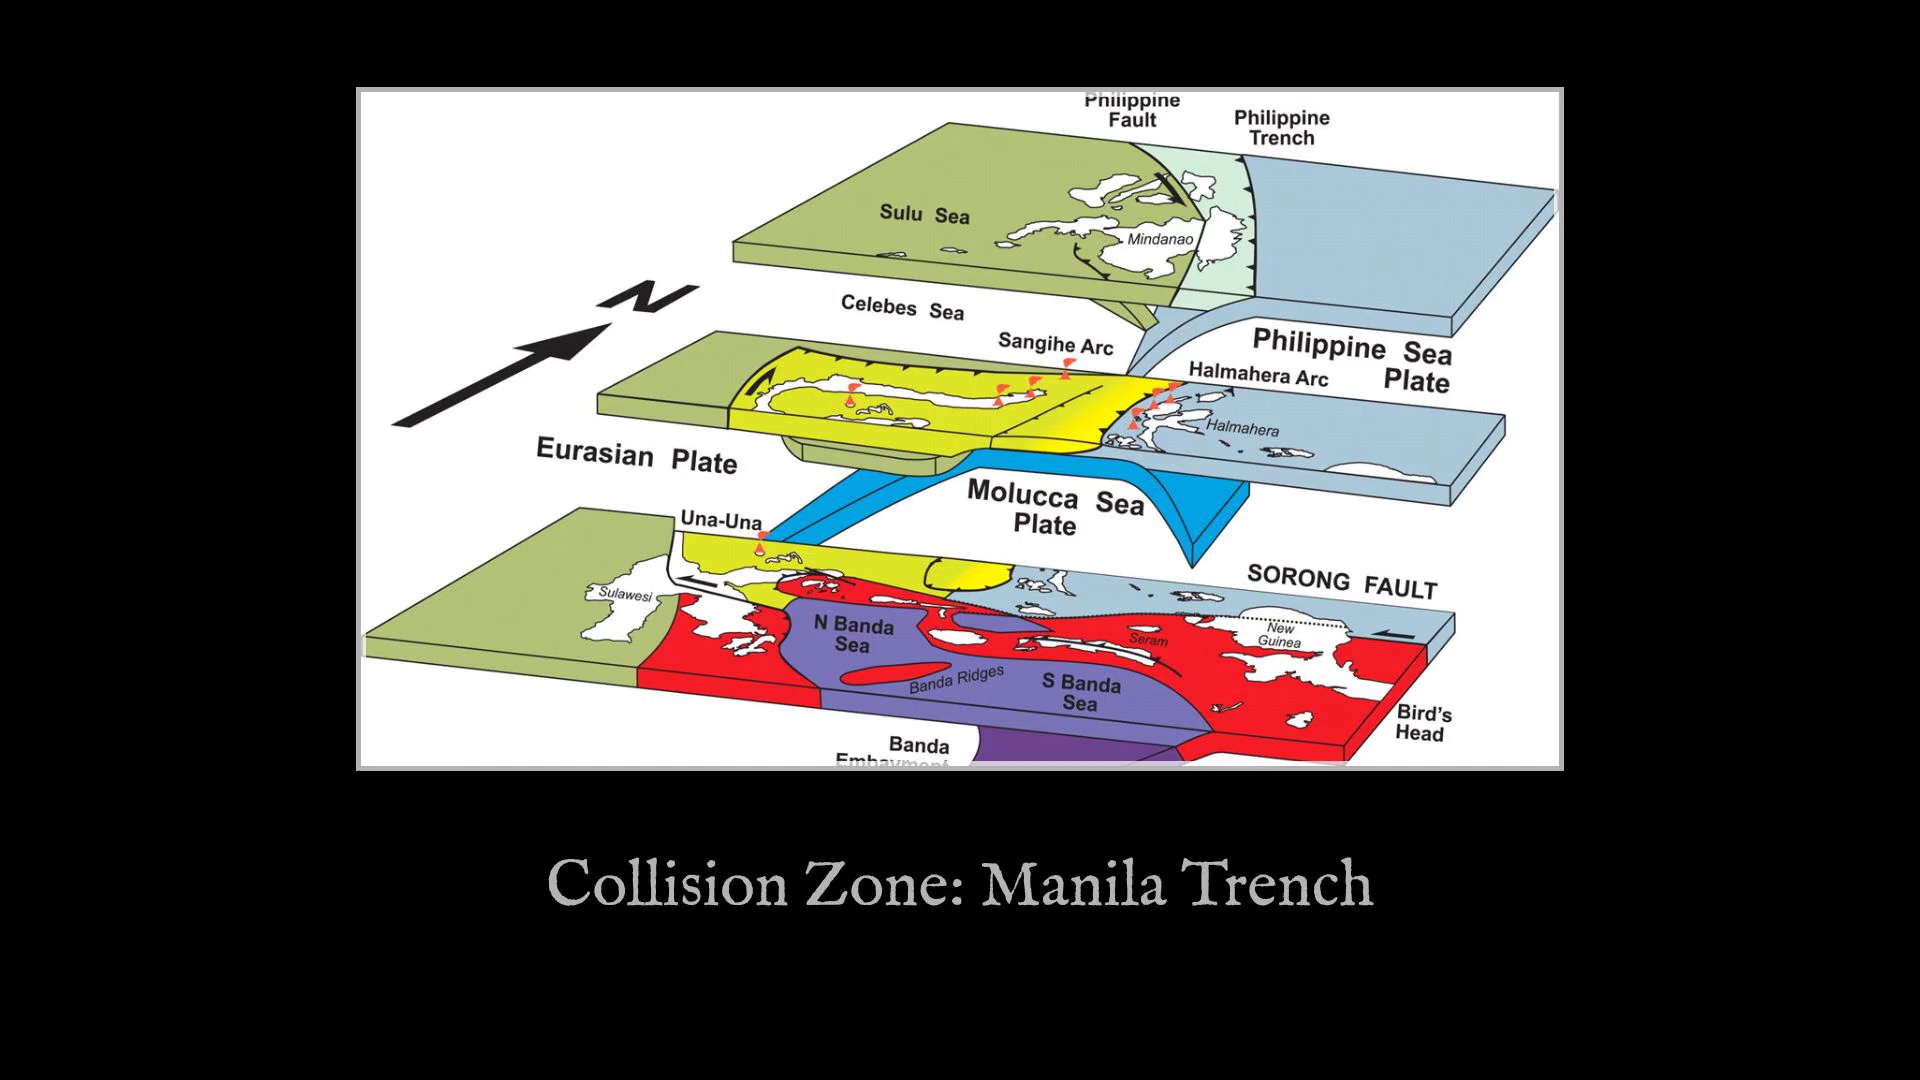 Philippine
Fault
Philippine
Trench
Sulu Sea
Mindanao
N
Celebes Sea
Sangihe Arc
Philippine Sea
Plate
Halmahera Arc
Halmahera
Eurasian Plate
Molucca Sea
Plate
Una-Una
SORONG FAULT
Sulawesi
N Banda
Sea
New
Guinea
Seram
Banda Ridges
S Banda
Sea
Bird's
Head
Banda
Embayment
Collision Zone: Manila Trench